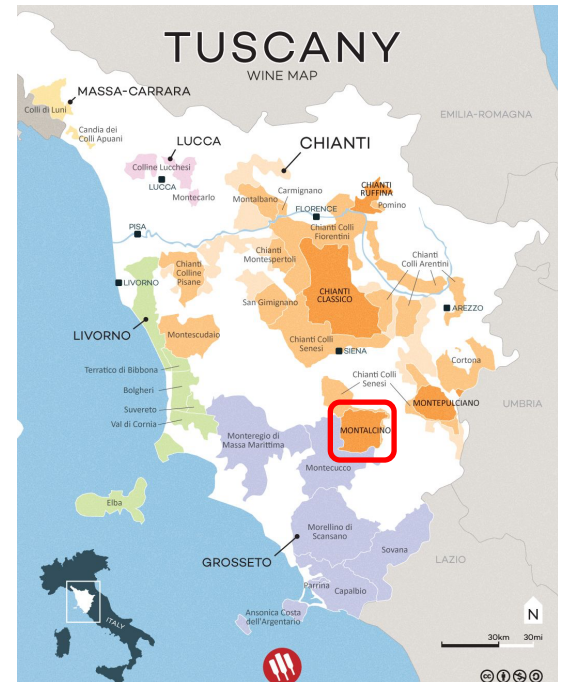 TUSCANY
WINE MAP
MASSA-CARRARA
Colli di Luni
EMILIA-ROMAGNA
Candia dei
Colli Apuani
LUCCA
CHIANTI
Colline Lucchesi
LUCCA
Montecarlo
Carmignano
Montalbano
CHIANTI
RUFFINA
Pomino
FLORENCE
PISA
Chianti Colli
Fiorentini
Chianti
Montespertoli
Chianti
Colli Arentini
Chianti
Colline
Pisane
LIVORNO
CHIANTI
CLASSICO
San Gimignano
AREZZO
LIVORNO
Montescudaio
Chianti Colli
Senesi
SIENA
Cortona
Terratico di Bibbona
Chianti Colli
Senesi
Bolgheri
MONTEPULCIANO
UMBRIA
Suvereto
Val di Cornia
MONTALCINO
Monteregio di
Massa Marittima
Montecucco
Elba
Morellino di
Scansano
Sovana
GROSSETO
LAZIO
Parrina
Capalbio
Ansonica Costa
dell'Argentario
ITALY
N
30km 30mi